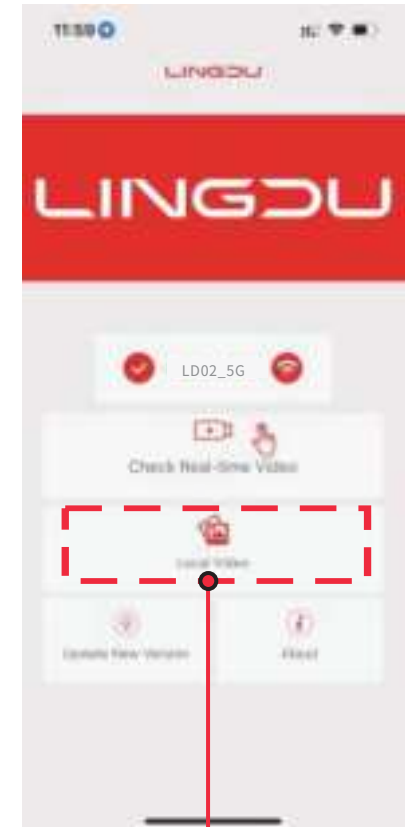 11:59
LINGDU
LINGDU
LD02_5G
Check Real-time Video
Local Video
Update New Version
About